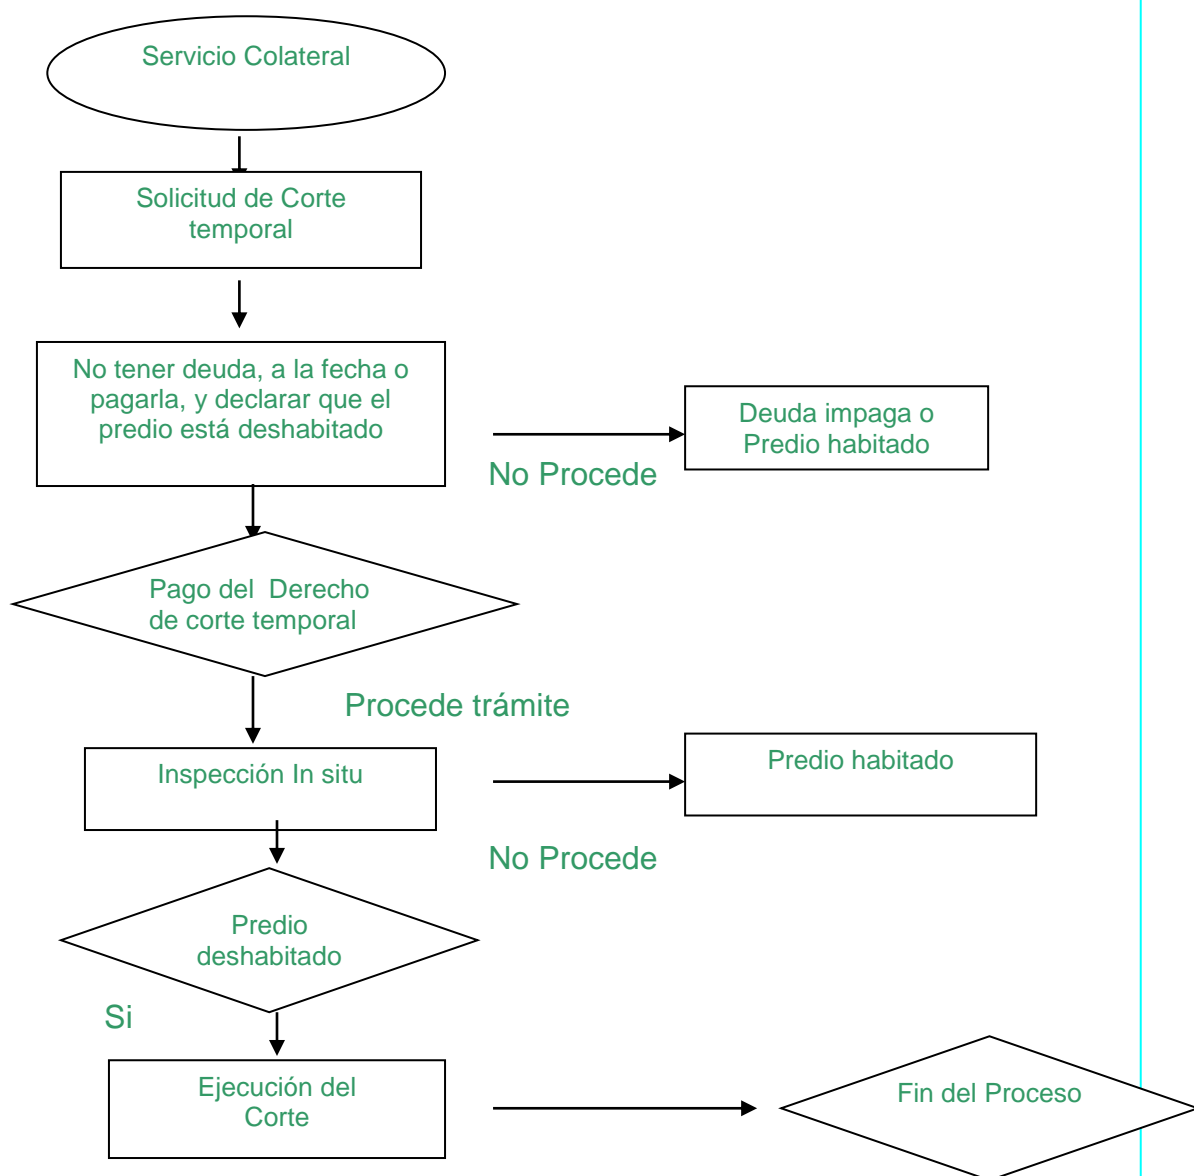 Servicio Colateral
Solicitud de Corte
temporal
No tener deuda, a la fecha o
pagarla, y declarar que el
predio está deshabitado
Deuda impaga o
Predio habitado
No Procede
Pago del  Derecho
de corte temporal
Procede trámite
Inspección In situ
Predio habitado
No Procede
Predio
deshabitado
Si
Ejecución del
Corte
Fin del Proceso